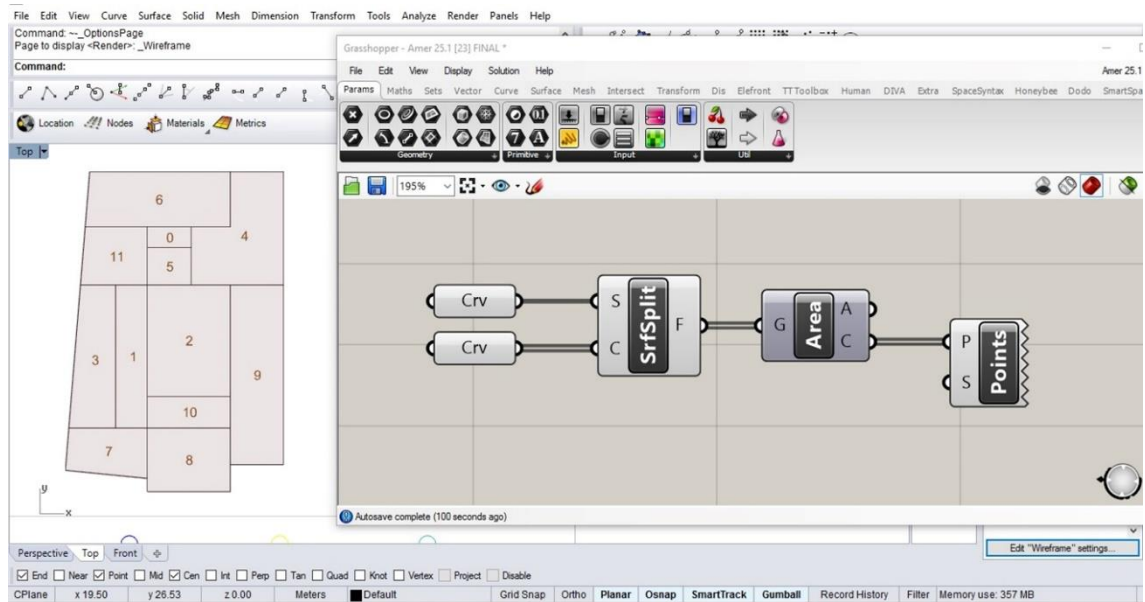 File Edit View Curve Surface Solid Mesh Dimension Transform Tools Analyze Render Panels Help
Command: ~-_OptionsPage
Page to display <Render>: _Wireframe
Command:
Location Nodes Materials Metrics
Top
6
0
4
11
5
2
3
1
9
10
7
8
y
x
Grasshopper - Amer 25.1 [23] FINAL *
File Edit View Display Solution Help
Amer 25.1
Params Maths Sets Vector Curve Surface Mesh Intersect Transform Dis Elefront TTToolbox Human DIVA Extra SpaceSyntax Honeybee Dodo SmartSpa
Geometry Primitive Input Util
195%
Crv
Crv
S
C
SrfSplit
F
G
Area
A
C
P
S
Points
Autosave complete (100 seconds ago)
Edit "Wireframe" settings...
Perspective Top Front
End Near Point Mid Cen Int Perp Tan Quad Knot Vertex Project Disable
CPlane x 19.50 y 26.53 z 0.00 Meters Default Grid Snap Ortho Planar Osnap SmartTrack Gumball Record History Filter Memory use: 357 MB